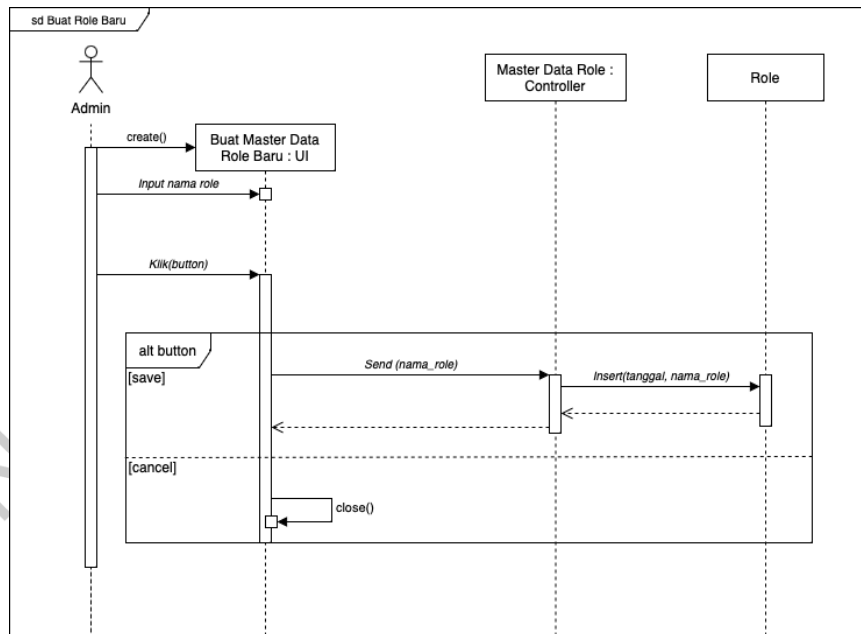 sd Buat Role Baru
Admin
Master Data Role :
Controller
Role
create()
Buat Master Data
Role Baru : UI
Input nama role
Klik(button)
alt button
[save]
Send (nama_role)
Insert(tanggal, nama_role)
[cancel]
close()